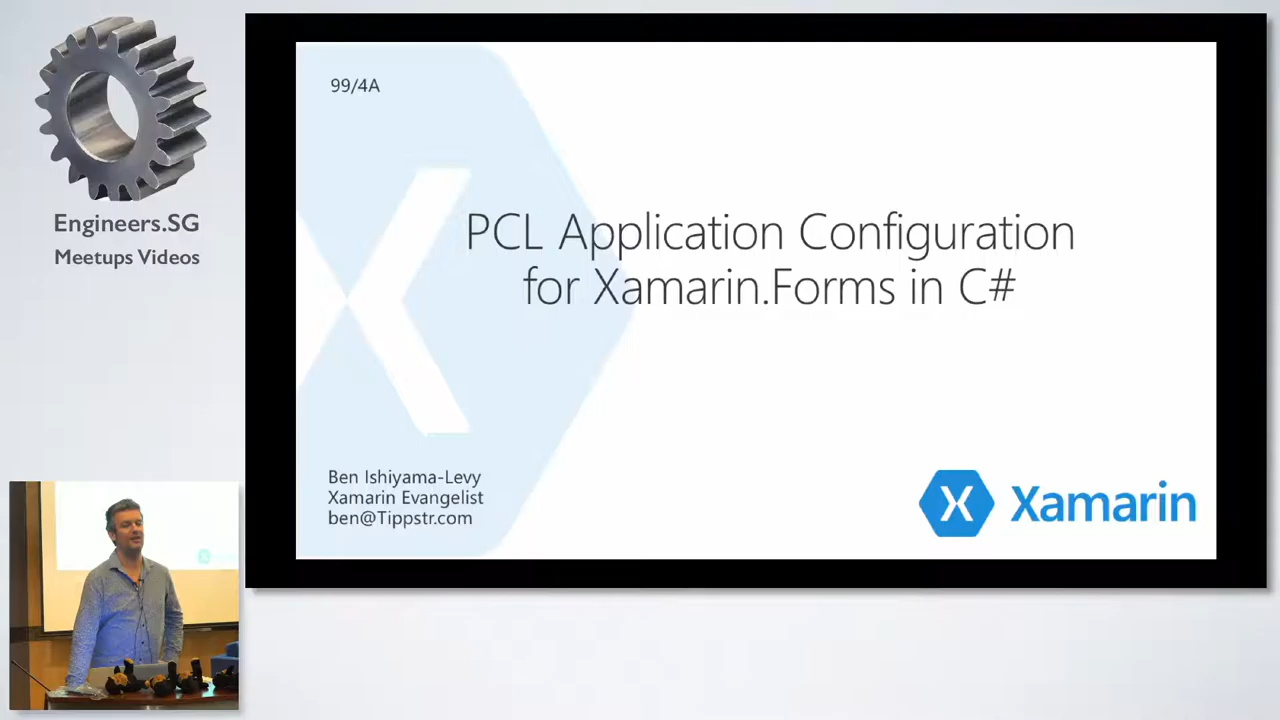 Engineers.SG
Meetups Videos
99/4A
PCL Application Configuration
for Xamarin.Forms in C#
Ben Ishiyama-Levy
Xamarin Evangelist
ben@Tippstr.com
Xamarin